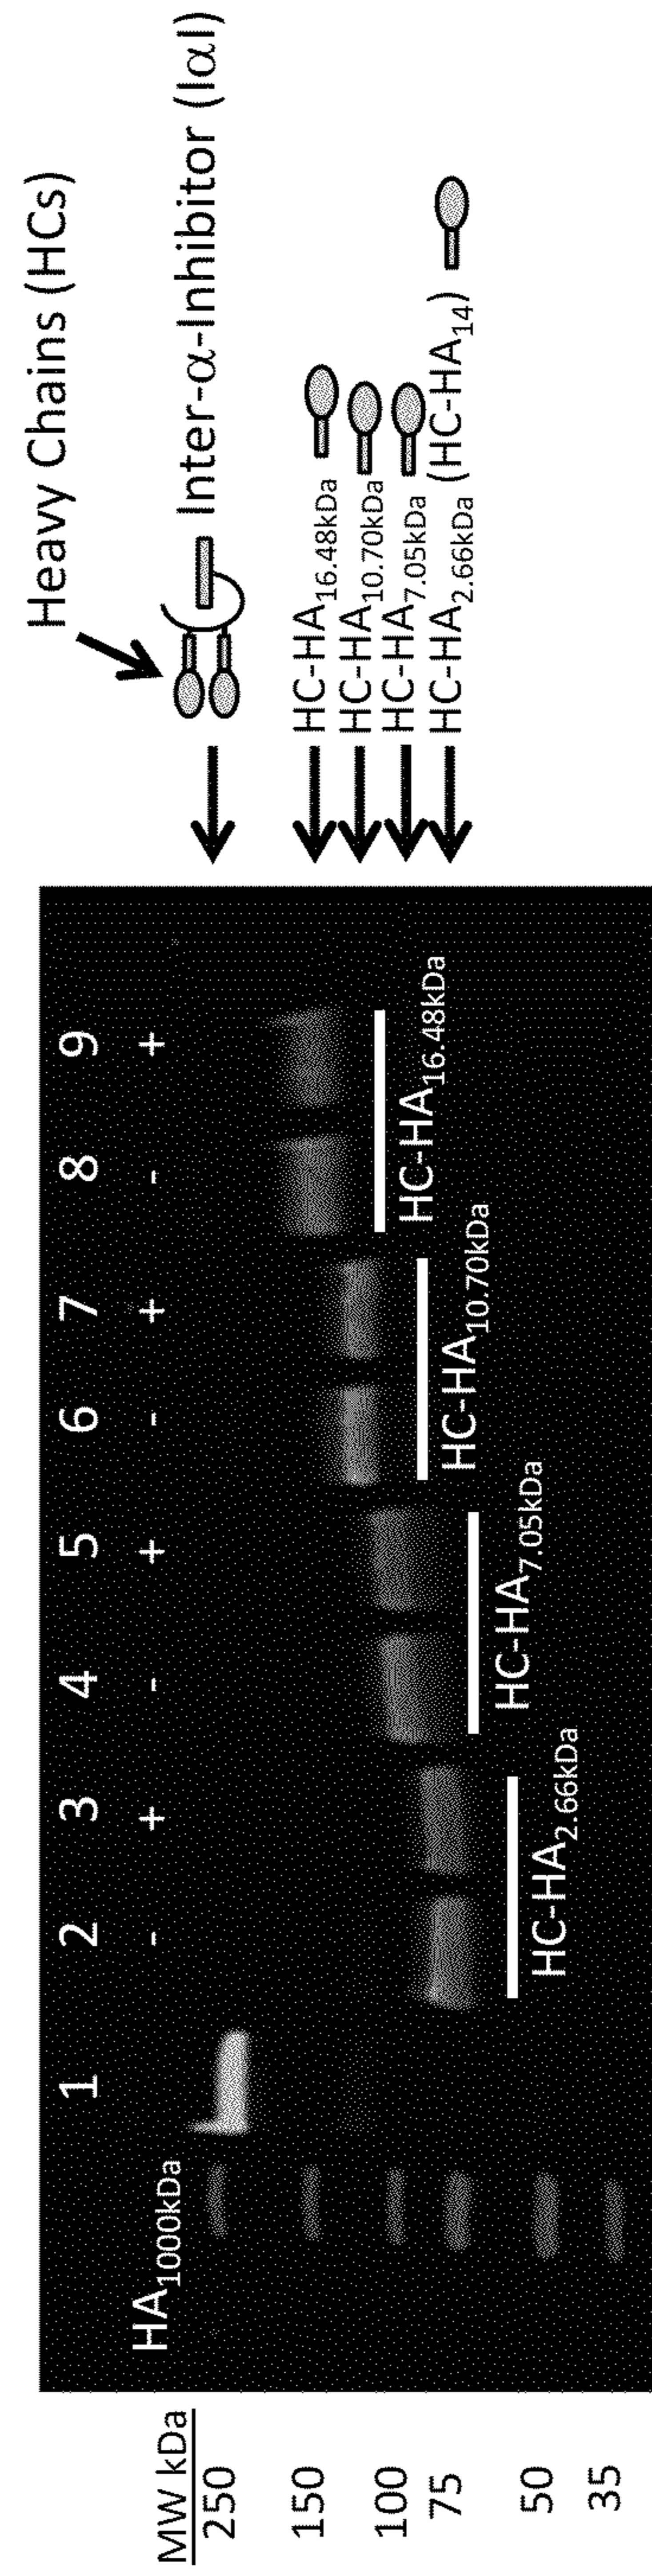 Heavy Chains (HCs)
Inter-α-Inhibitor (IαI)
MW kDa
250
150
100
75
50
35
1 2 3 4 5 6 7 8 9
HA1000kDa - + - + - + - +
HC-HA2.66kDa
HC-HA7.05kDa
HC-HA10.70kDa
HC-HA16.48kDa
HC-HA16.48kDa
HC-HA10.70kDa
HC-HA7.05kDa
HC-HA2.66kDa (HC-HA14)